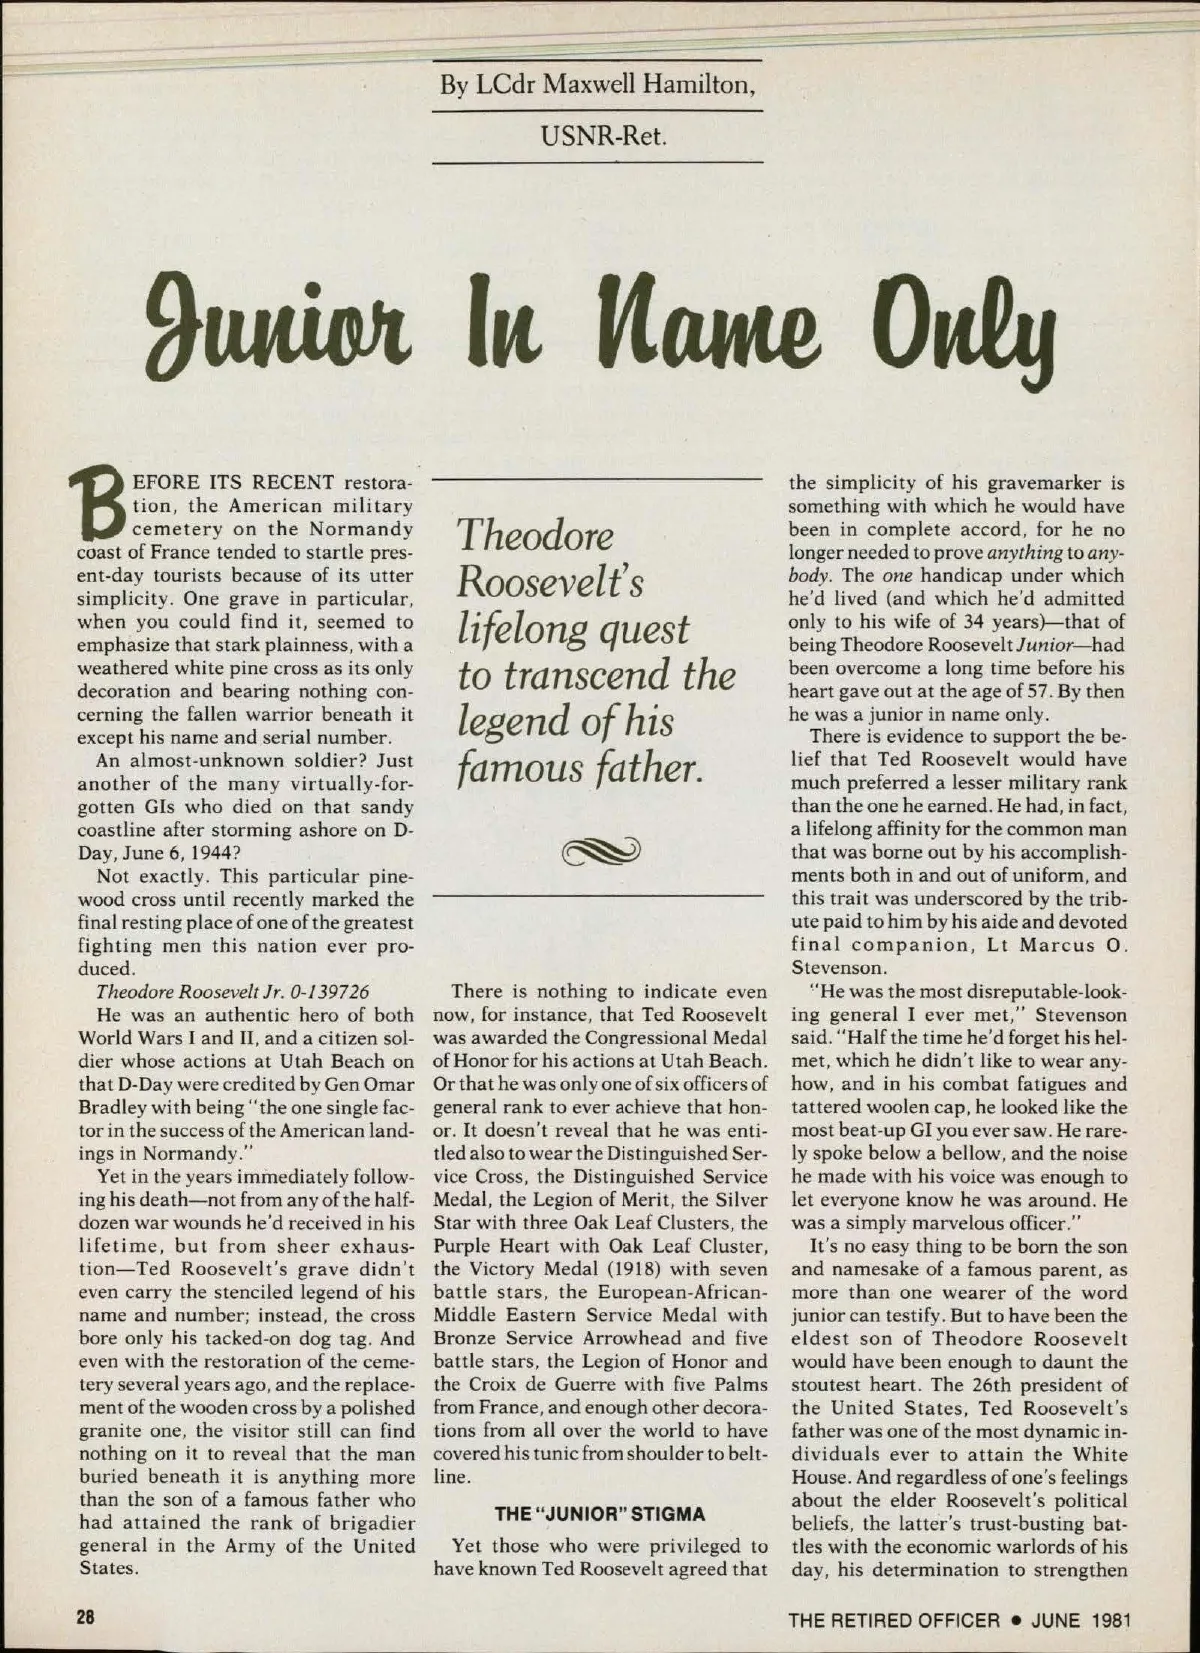 By LCdr Maxwell Hamilton,
USNR-Ret.
Junior In Name Only
BEFORE ITS RECENT restora-
tion, the American military
cemetery on the Normandy
coast of France tended to startle pres-
ent-day tourists because of its utter
simplicity. One grave in particular,
when you could find it, seemed to
emphasize that stark plainness, with a
weathered white pine cross as its only
decoration and bearing nothing con-
cerning the fallen warrior beneath it
except his name and serial number.
An almost-unknown soldier? Just
another of the many virtually-for-
gotten GIs who died on that sandy
coastline after storming ashore on D-
Day, June 6, 1944?
Not exactly. This particular pine-
wood cross until recently marked the
final resting place of one of the greatest
fighting men this nation ever pro-
duced.
Theodore Roosevelt Jr. 0-139726
He was an authentic hero of both
World Wars I and II, and a citizen sol-
dier whose actions at Utah Beach on
that D-Day were credited by Gen Omar
Bradley with being "the one single fac-
tor in the success of the American land-
ings in Normandy."
Yet in the years immediately follow-
ing his death—not from any of the half-
dozen war wounds he'd received in his
lifetime, but from sheer exhaus-
tion—Ted Roosevelt's grave didn't
even carry the stenciled legend of his
name and number; instead, the cross
bore only his tacked-on dog tag. And
even with the restoration of the ceme-
tery several years ago, and the replace-
ment of the wooden cross by a polished
granite one, the visitor still can find
nothing on it to reveal that the man
buried beneath it is anything more
than the son of a famous father who
had attained the rank of brigadier
general in the Army of the United
States.
Theodore
Roosevelt's
lifelong quest
to transcend the
legend of his
famous father.
There is nothing to indicate even
now, for instance, that Ted Roosevelt
was awarded the Congressional Medal
of Honor for his actions at Utah Beach.
Or that he was only one of six officers of
general rank to ever achieve that hon-
or. It doesn't reveal that he was enti-
tled also to wear the Distinguished Ser-
vice Cross, the Distinguished Service
Medal, the Legion of Merit, the Silver
Star with three Oak Leaf Clusters, the
Purple Heart with Oak Leaf Cluster,
the Victory Medal (1918) with seven
battle stars, the European-African-
Middle Eastern Service Medal with
Bronze Service Arrowhead and five
battle stars, the Legion of Honor and
the Croix de Guerre with five Palms
from France, and enough other decora-
tions from all over the world to have
covered his tunic from shoulder to belt-
line.
THE "JUNIOR" STIGMA
Yet those who were privileged to
have known Ted Roosevelt agreed that
the simplicity of his gravemarker is
something with which he would have
been in complete accord, for he no
longer needed to prove anything to any-
body. The one handicap under which
he'd lived (and which he'd admitted
only to his wife of 34 years)—that of
being Theodore Roosevelt Junior—had
been overcome a long time before his
heart gave out at the age of 57. By then
he was a junior in name only.
There is evidence to support the be-
lief that Ted Roosevelt would have
much preferred a lesser military rank
than the one he earned. He had, in fact,
a lifelong affinity for the common man
that was borne out by his accomplish-
ments both in and out of uniform, and
this trait was underscored by the trib-
ute paid to him by his aide and devoted
final companion, Lt Marcus O.
Stevenson.
"He was the most disreputable-look-
ing general I ever met," Stevenson
said. "Half the time he'd forget his hel-
met, which he didn't like to wear any-
how, and in his combat fatigues and
tattered woolen cap, he looked like the
most beat-up GI you ever saw. He rare-
ly spoke below a bellow, and the noise
he made with his voice was enough to
let everyone know he was around. He
was a simply marvelous officer."
It's no easy thing to be born the son
and namesake of a famous parent, as
more than one wearer of the word
junior can testify. But to have been the
eldest son of Theodore Roosevelt
would have been enough to daunt the
stoutest heart. The 26th president of
the United States, Ted Roosevelt's
father was one of the most dynamic in-
dividuals ever to attain the White
House. And regardless of one's feelings
about the elder Roosevelt's political
beliefs, the latter's trust-busting bat-
tles with the economic warlords of his
day, his determination to strengthen
28
THE RETIRED OFFICER • JUNE 1981